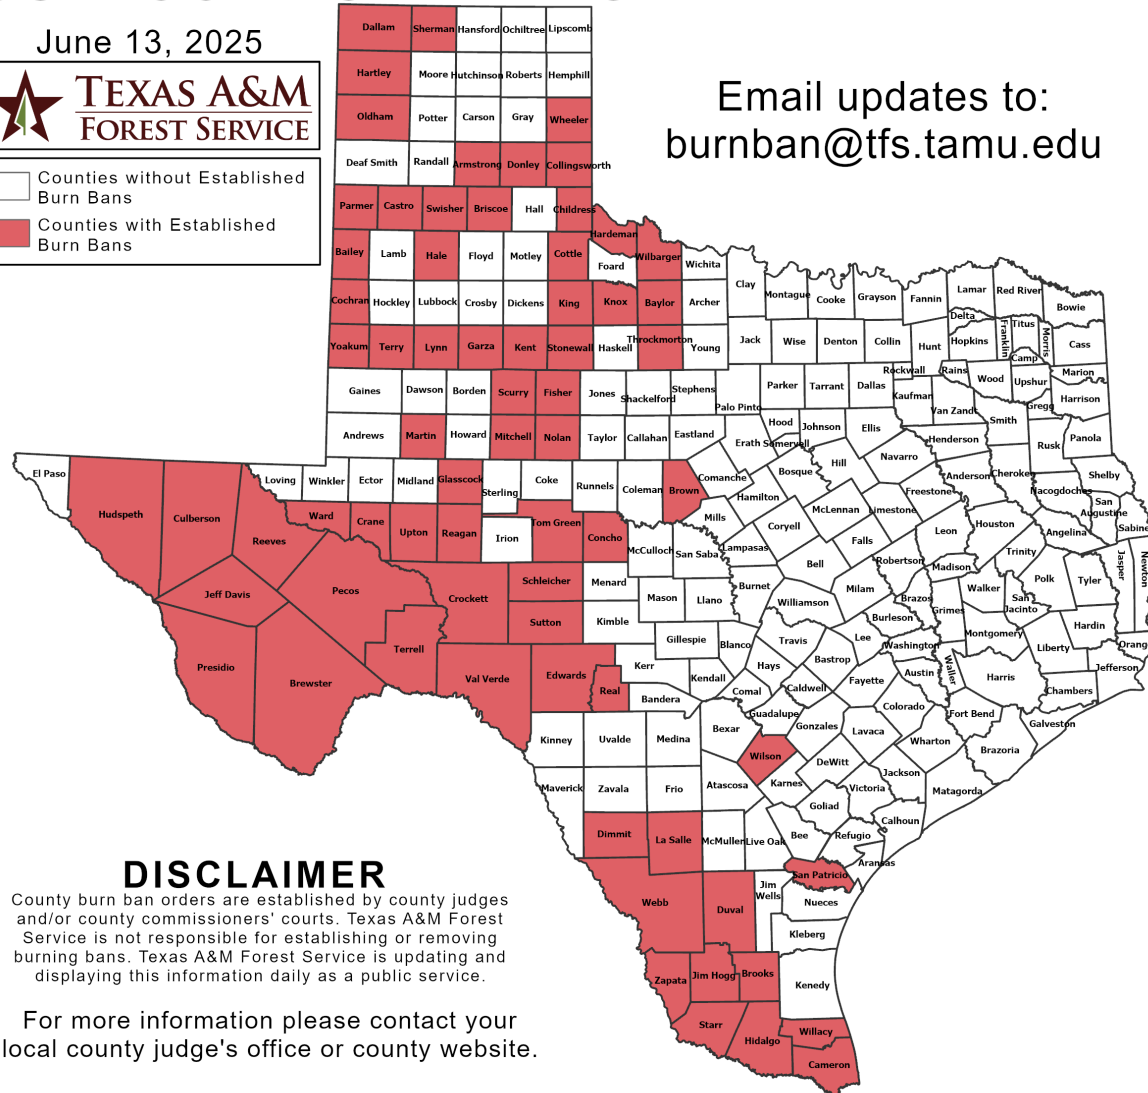 June 13, 2025
TEXAS A&M
FOREST SERVICE
Counties without Established
Burn Bans
Counties with Established
Burn Bans
Email updates to:
burnban@tfs.tamu.edu
Dallam Sherman Hansford Ochiltree Lipscomb
Hartley Moore Hutchinson Roberts Hemphill
Oldham Potter Carson Gray Wheeler
Deaf Smith Randall Armstrong Donley Collingsworth
Parmer Castro Swisher Briscoe Hall Childress
Hardeman
Bailey Lamb Hale Floyd Motley Cottle Foard Wilbarger Wichita
Cochran Hockley Lubbock Crosby Dickens King Knox Baylor Archer Clay Montague Cooke Grayson Fannin Lamar Red River Bowie
Delta Titus
Yoakum Terry Lynn Garza Kent Stonewall Haskell Throckmorton Young Jack Wise Denton Collin Hunt Hopkins Franklin Camp Morris Cass
Rockwall Rains Marion
Gaines Dawson Borden Scurry Fisher Jones Shackelford Stephens Palo Pinto Parker Tarrant Dallas Kaufman Van Zandt Wood Upshur Gregg Harrison
Andrews Martin Howard Mitchell Nolan Taylor Callahan Eastland Erath Hood Somervell Johnson Ellis Henderson Smith Rusk Panola
El Paso Loving Winkler Ector Midland Glasscock Sterling Coke Runnels Coleman Brown Comanche Hamilton Bosque Hill Navarro Freestone Anderson Cherokee Nacogdoches Shelby
San
Augustine
Sabine
Hudspeth Culberson Reeves Ward Crane Upton Reagan Irion Tom Green Concho McCulloch San Saba Mills Lampasas Coryell McLennan Limestone Falls Leon Houston Angelina
Jeff Davis Pecos Crockett Schleicher Menard Mason Llano Burnet Bell Milam Robertson Madison Trinity Walker Polk Tyler Jasper Newton
San
Jacinto
Presidio Brewster Terrell Sutton Kimble Gillespie Blanco Williamson Travis Lee Burleson Brazos Grimes Washington Montgomery Liberty Hardin Orange
Val Verde Edwards Real Kerr Kendall Bandera Hays Comal Caldwell Bastrop Fayette Austin Waller Harris Chambers Jefferson
Kinney Uvalde Medina Bexar Guadalupe Wilson Gonzales Lavaca Colorado Wharton Fort Bend Brazoria Galveston
Maverick Zavala Frio Atascosa Karnes DeWitt Victoria Jackson Matagorda
Dimmit La Salle McMullen Live Oak Bee Goliad Refugio Calhoun Aransas
Webb Duval
Jim
Wells
San Patricio Nueces
Kleberg
Zapata Jim Hogg Brooks Kenedy
Starr Hidalgo Willacy
Cameron
DISCLAIMER
County burn ban orders are established by county judges
and/or county commissioners' courts. Texas A&M Forest
Service is not responsible for establishing or removing
burning bans. Texas A&M Forest Service is updating and
displaying this information daily as a public service.
For more information please contact your
local county judge's office or county website.